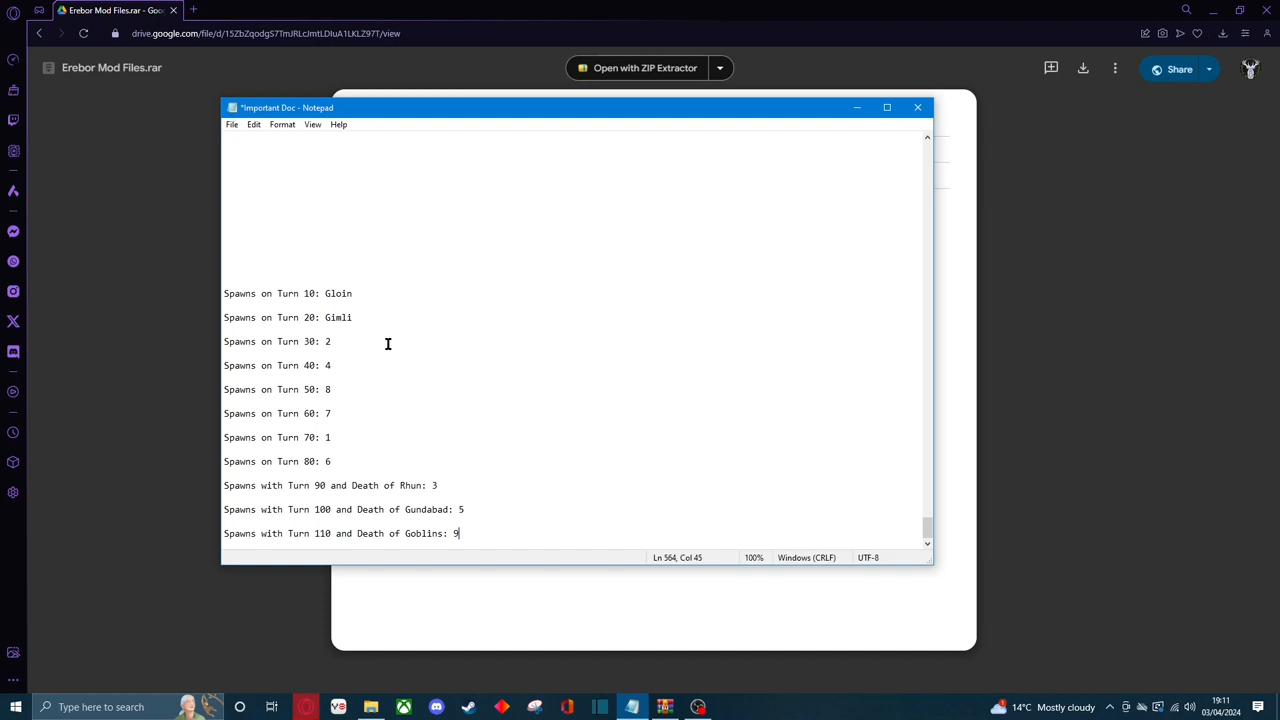 Erebor Mod Files.rar - Goo
drive.google.com/file/d/15ZbZqodgS7TmJRLcJmtLDIuA1LKLZ97T/view
Erebor Mod Files.rar
Open with ZIP Extractor
Share
*Important Doc - Notepad
File Edit Format View Help
Spawns on Turn 10: Gloin
Spawns on Turn 20: Gimli
Spawns on Turn 30: 2
Spawns on Turn 40: 4
Spawns on Turn 50: 8
Spawns on Turn 60: 7
Spawns on Turn 70: 1
Spawns on Turn 80: 6
Spawns with Turn 90 and Death of Rhun: 3
Spawns with Turn 100 and Death of Gundabad: 5
Spawns with Turn 110 and Death of Goblins: 9
Ln 564, Col 45 100% Windows (CRLF) UTF-8
Type here to search
14°C Mostly cloudy
19:11
03/04/2024